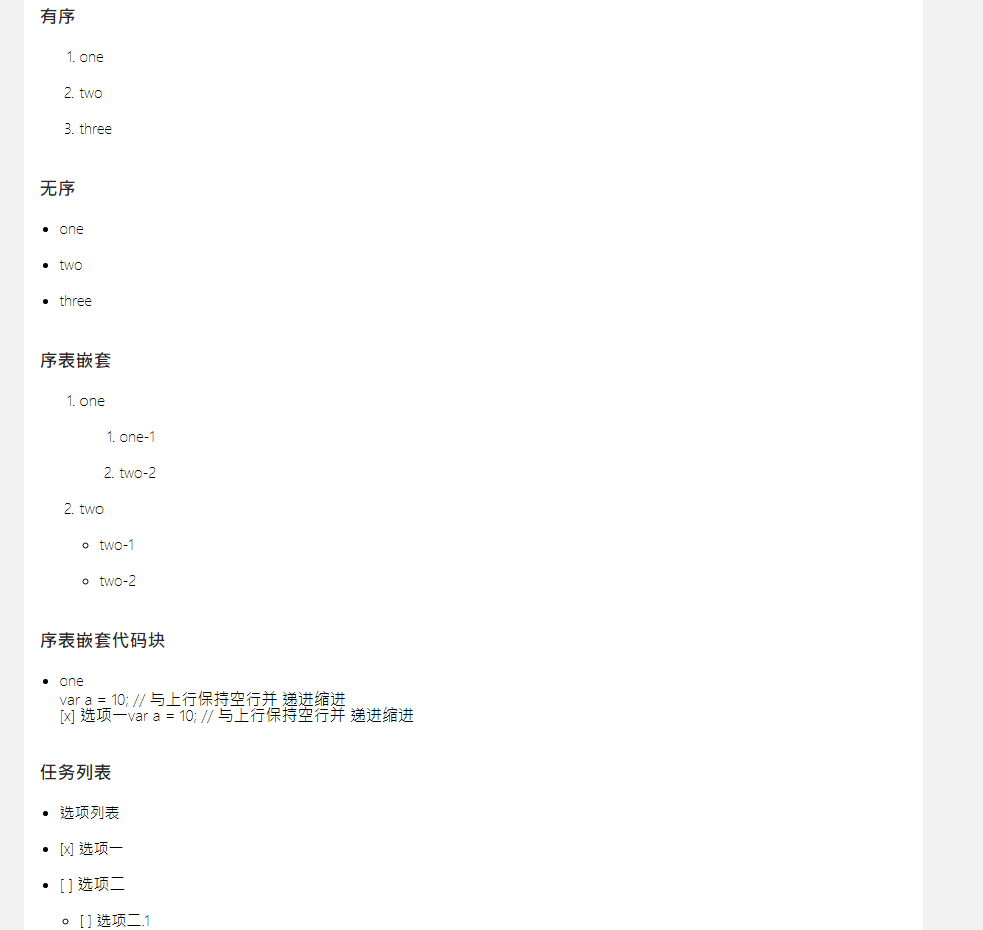 有序
1. one
2. two
3. three
无序
• one
• two
• three
序表嵌套
1. one
1. one-1
2. two-2
2. two
◦ two-1
◦ two-2
序表嵌套代码块
• one
var a = 10; // 与上行保持空行并 递进缩进
[x] 选项一var a = 10; // 与上行保持空行并 递进缩进
任务列表
• 选项列表
• [x] 选项一
• [ ] 选项二
◦ [ ] 选项二.1